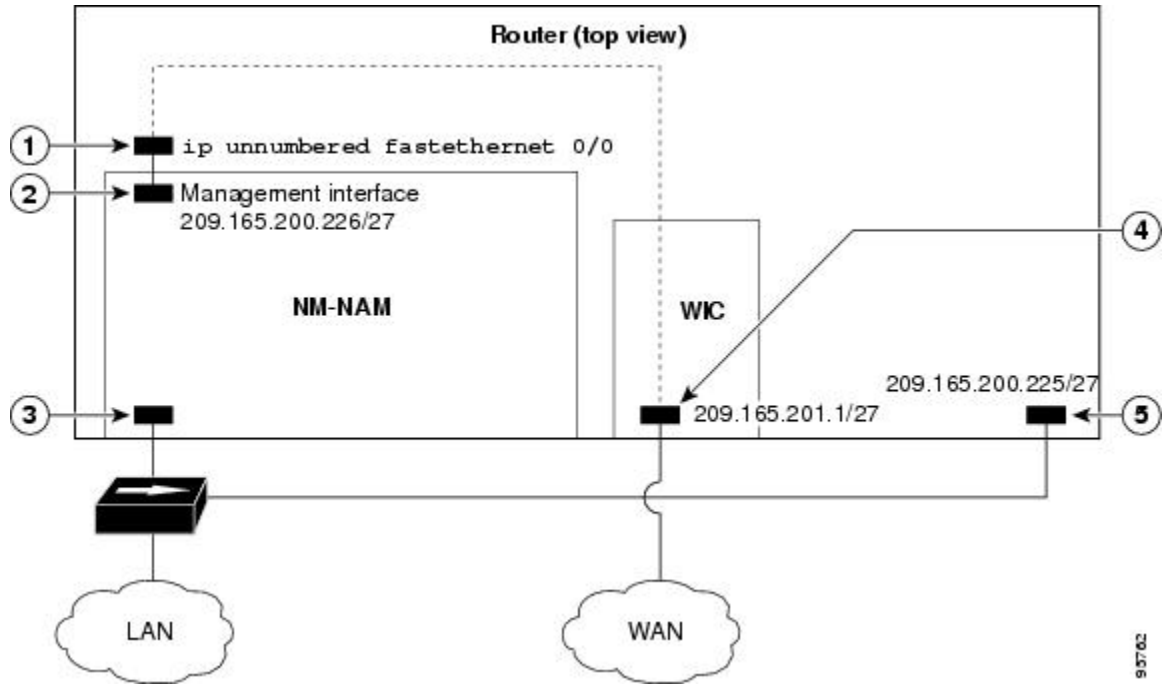 Router (top view)
1
ip unnumbered fastethernet 0/0
2
Management interface
209.165.200.226/27
4
NM-NAM
WIC
209.165.200.225/27
3
209.165.201.1/27
5
LAN
WAN
95762